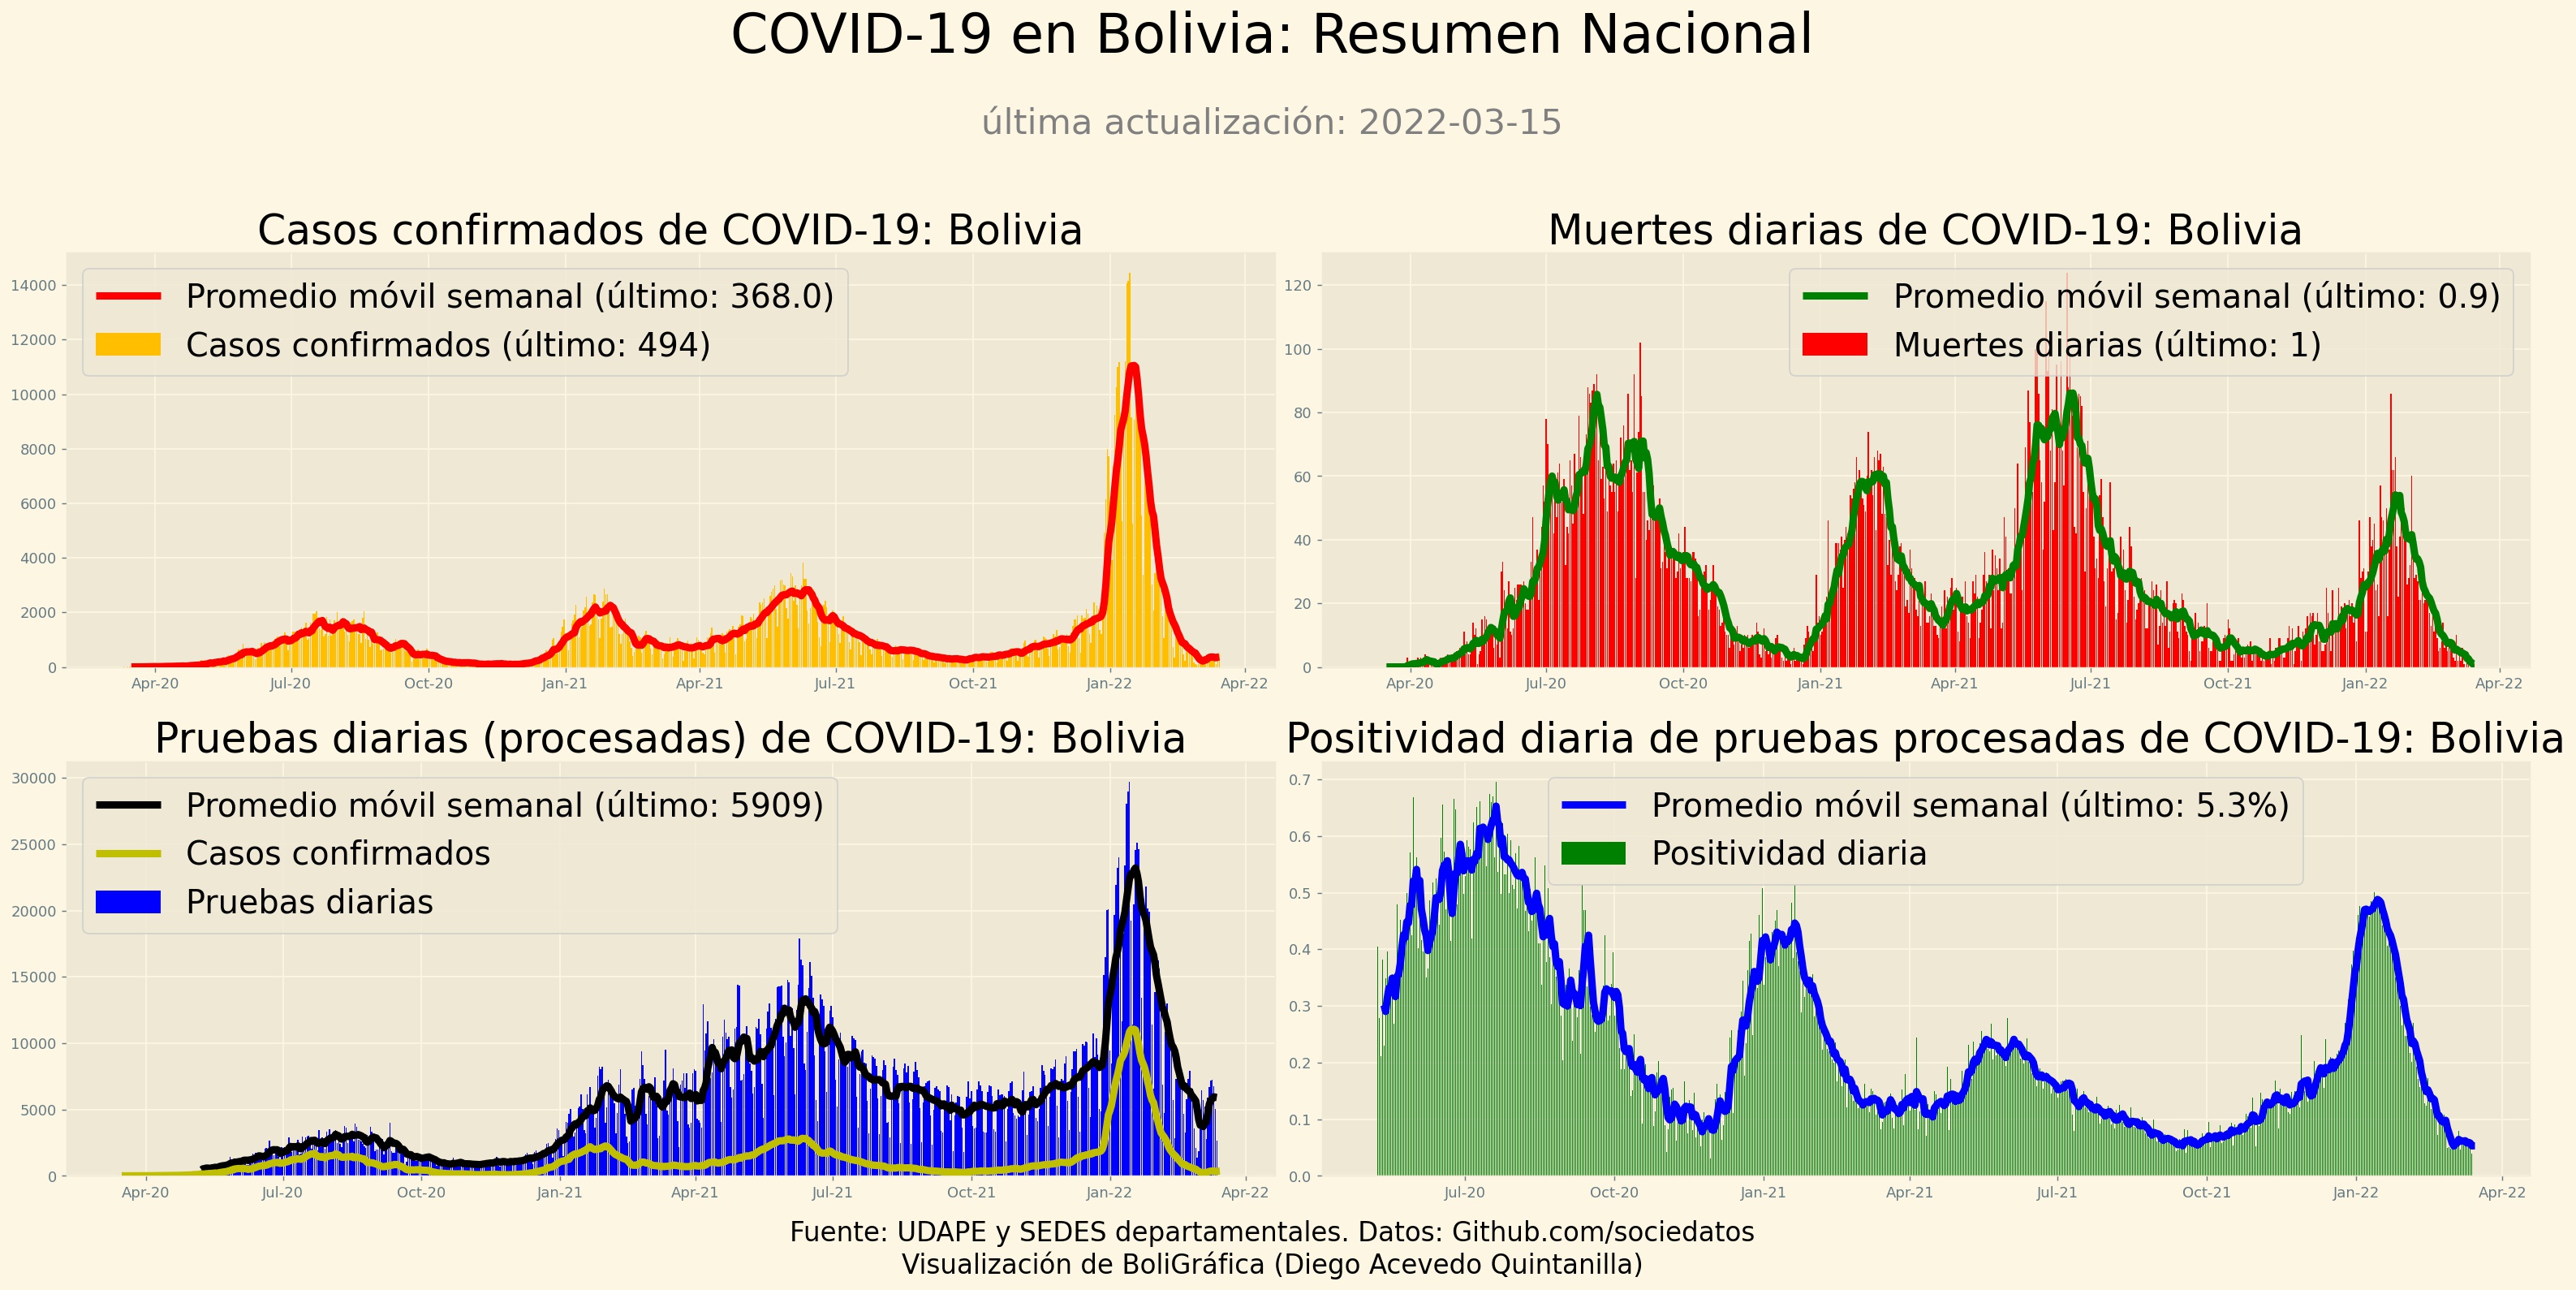 COVID-19 en Bolivia: Resumen Nacional
última actualización: 2022-03-15
Casos confirmados de COVID-19: Bolivia
Promedio móvil semanal (último: 368.0)
Casos confirmados (último: 494)
14000
12000
10000
8000
6000
4000
2000
0
Apr-20 Jul-20 Oct-20 Jan-21 Apr-21 Jul-21 Oct-21 Jan-22 Apr-22
Muertes diarias de COVID-19: Bolivia
Promedio móvil semanal (último: 0.9)
Muertes diarias (último: 1)
120
100
80
60
40
20
0
Apr-20 Jul-20 Oct-20 Jan-21 Apr-21 Jul-21 Oct-21 Jan-22 Apr-22
Pruebas diarias (procesadas) de COVID-19: Bolivia
Promedio móvil semanal (último: 5909)
Casos confirmados
Pruebas diarias
30000
25000
20000
15000
10000
5000
0
Apr-20 Jul-20 Oct-20 Jan-21 Apr-21 Jul-21 Oct-21 Jan-22 Apr-22
Positividad diaria de pruebas procesadas de COVID-19: Bolivia
Promedio móvil semanal (último: 5.3%)
Positividad diaria
0.7
0.6
0.5
0.4
0.3
0.2
0.1
0.0
Jul-20 Oct-20 Jan-21 Apr-21 Jul-21 Oct-21 Jan-22 Apr-22
Fuente: UDAPE y SEDES departamentales. Datos: Github.com/sociedatos
Visualización de BoliGráfica (Diego Acevedo Quintanilla)